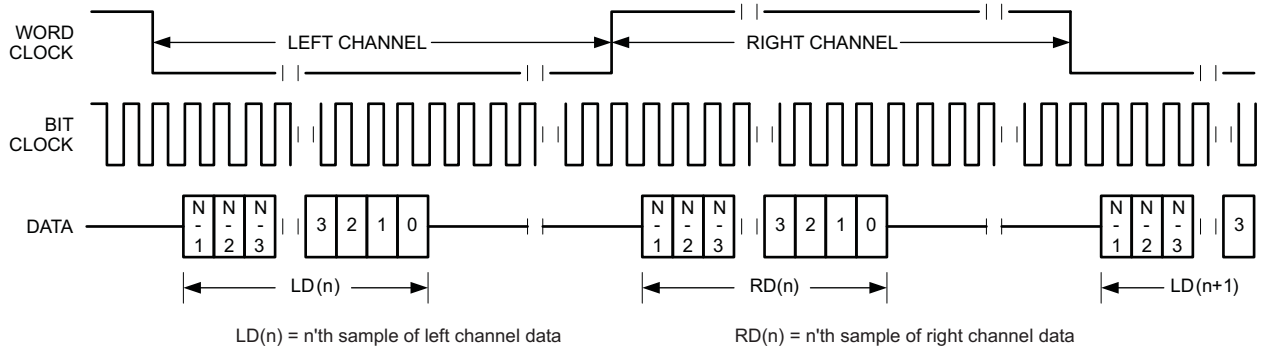 WORD
CLOCK
LEFT CHANNEL
RIGHT CHANNEL
BIT
CLOCK
DATA
N
-
1
N
-
2
N
-
3
3
2
1
0
N
-
1
N
-
2
N
-
3
3
2
1
0
N
-
1
N
-
2
N
-
3
3
LD(n)
RD(n)
LD(n+1)
LD(n) = n'th sample of left channel data
RD(n) = n'th sample of right channel data